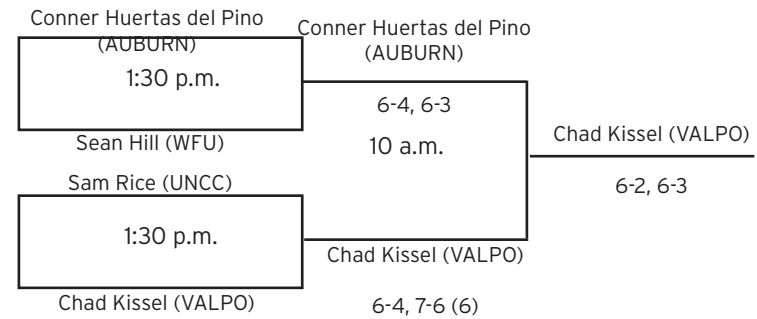 Conner Huertas del Pino
(AUBURN)
1:30 p.m.
Sean Hill (WFU)
Sam Rice (UNCC)
1:30 p.m.
Chad Kissel (VALPO)
Conner Huertas del Pino
(AUBURN)
6-4, 6-3
10 a.m.
Chad Kissel (VALPO)
6-4, 7-6 (6)
Chad Kissel (VALPO)
6-2, 6-3